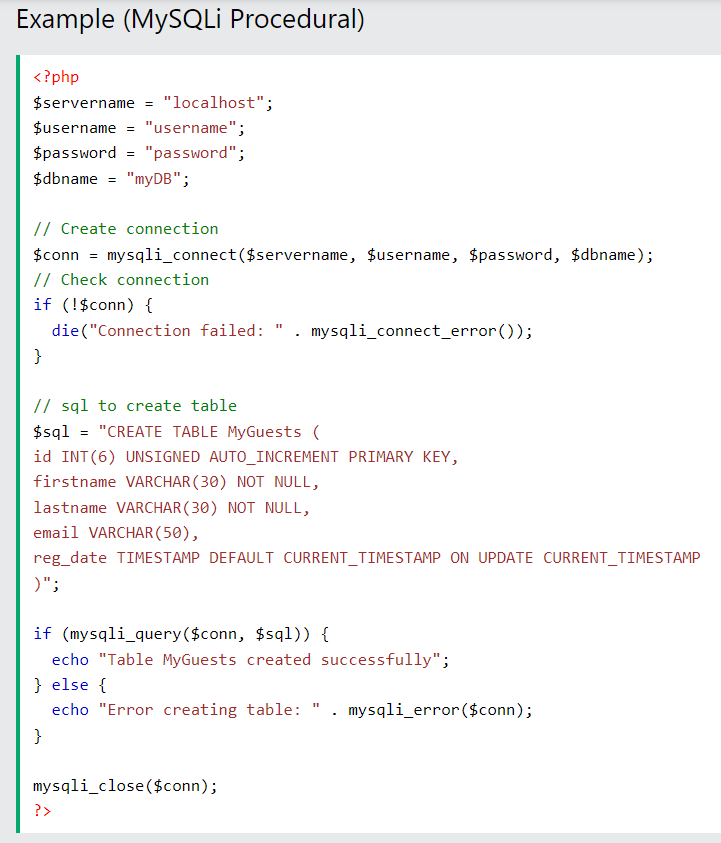 Example (MySQLi Procedural)
<?php
$servername = "localhost";
$username = "username";
$password = "password";
$dbname = "myDB";
// Create connection
$conn = mysqli_connect($servername, $username, $password, $dbname);
// Check connection
if (!$conn) {
  die("Connection failed: " . mysqli_connect_error());
}
// sql to create table
$sql = "CREATE TABLE MyGuests (
id INT(6) UNSIGNED AUTO_INCREMENT PRIMARY KEY,
firstname VARCHAR(30) NOT NULL,
lastname VARCHAR(30) NOT NULL,
email VARCHAR(50),
reg_date TIMESTAMP DEFAULT CURRENT_TIMESTAMP ON UPDATE CURRENT_TIMESTAMP
)";
if (mysqli_query($conn, $sql)) {
  echo "Table MyGuests created successfully";
} else {
  echo "Error creating table: " . mysqli_error($conn);
}
mysqli_close($conn);
?>